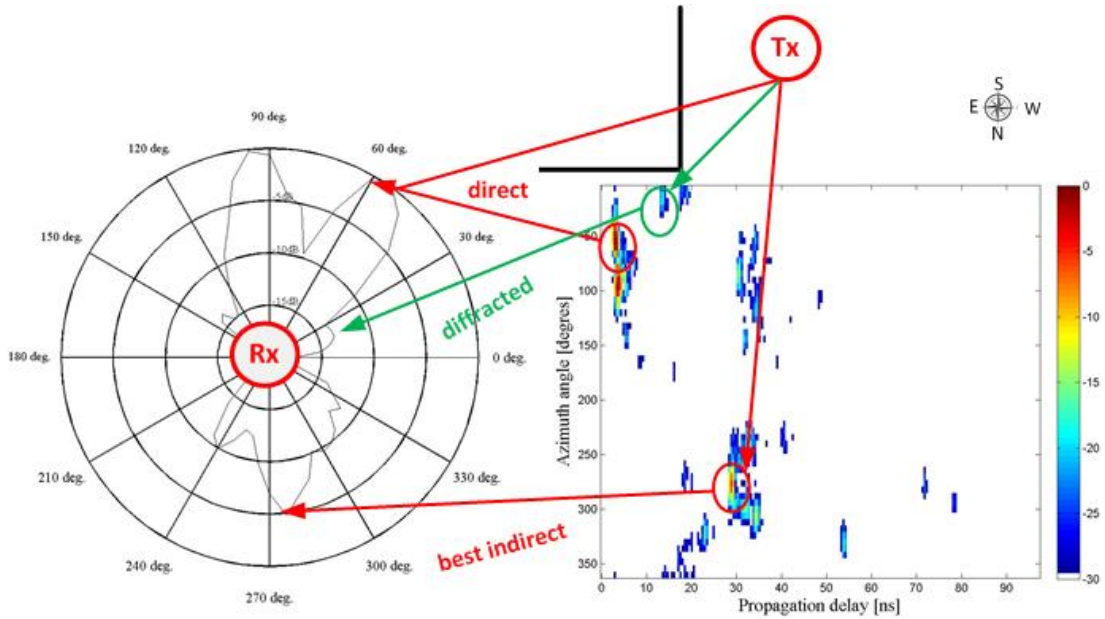 Tx
S
E W
N
90 deg.
120 deg.
60 deg.
150 deg.
30 deg.
180 deg.
0 deg.
210 deg.
330 deg.
240 deg.
300 deg.
270 deg.
-5dB
-10dB
-15dB
Rx
direct
diffracted
best indirect
50
100
150
200
250
300
350
Azimuth angle [degres]
0 10 20 30 40 50 60 70 80 90
Propagation delay [ns]
0
-5
-10
-15
-20
-25
-30